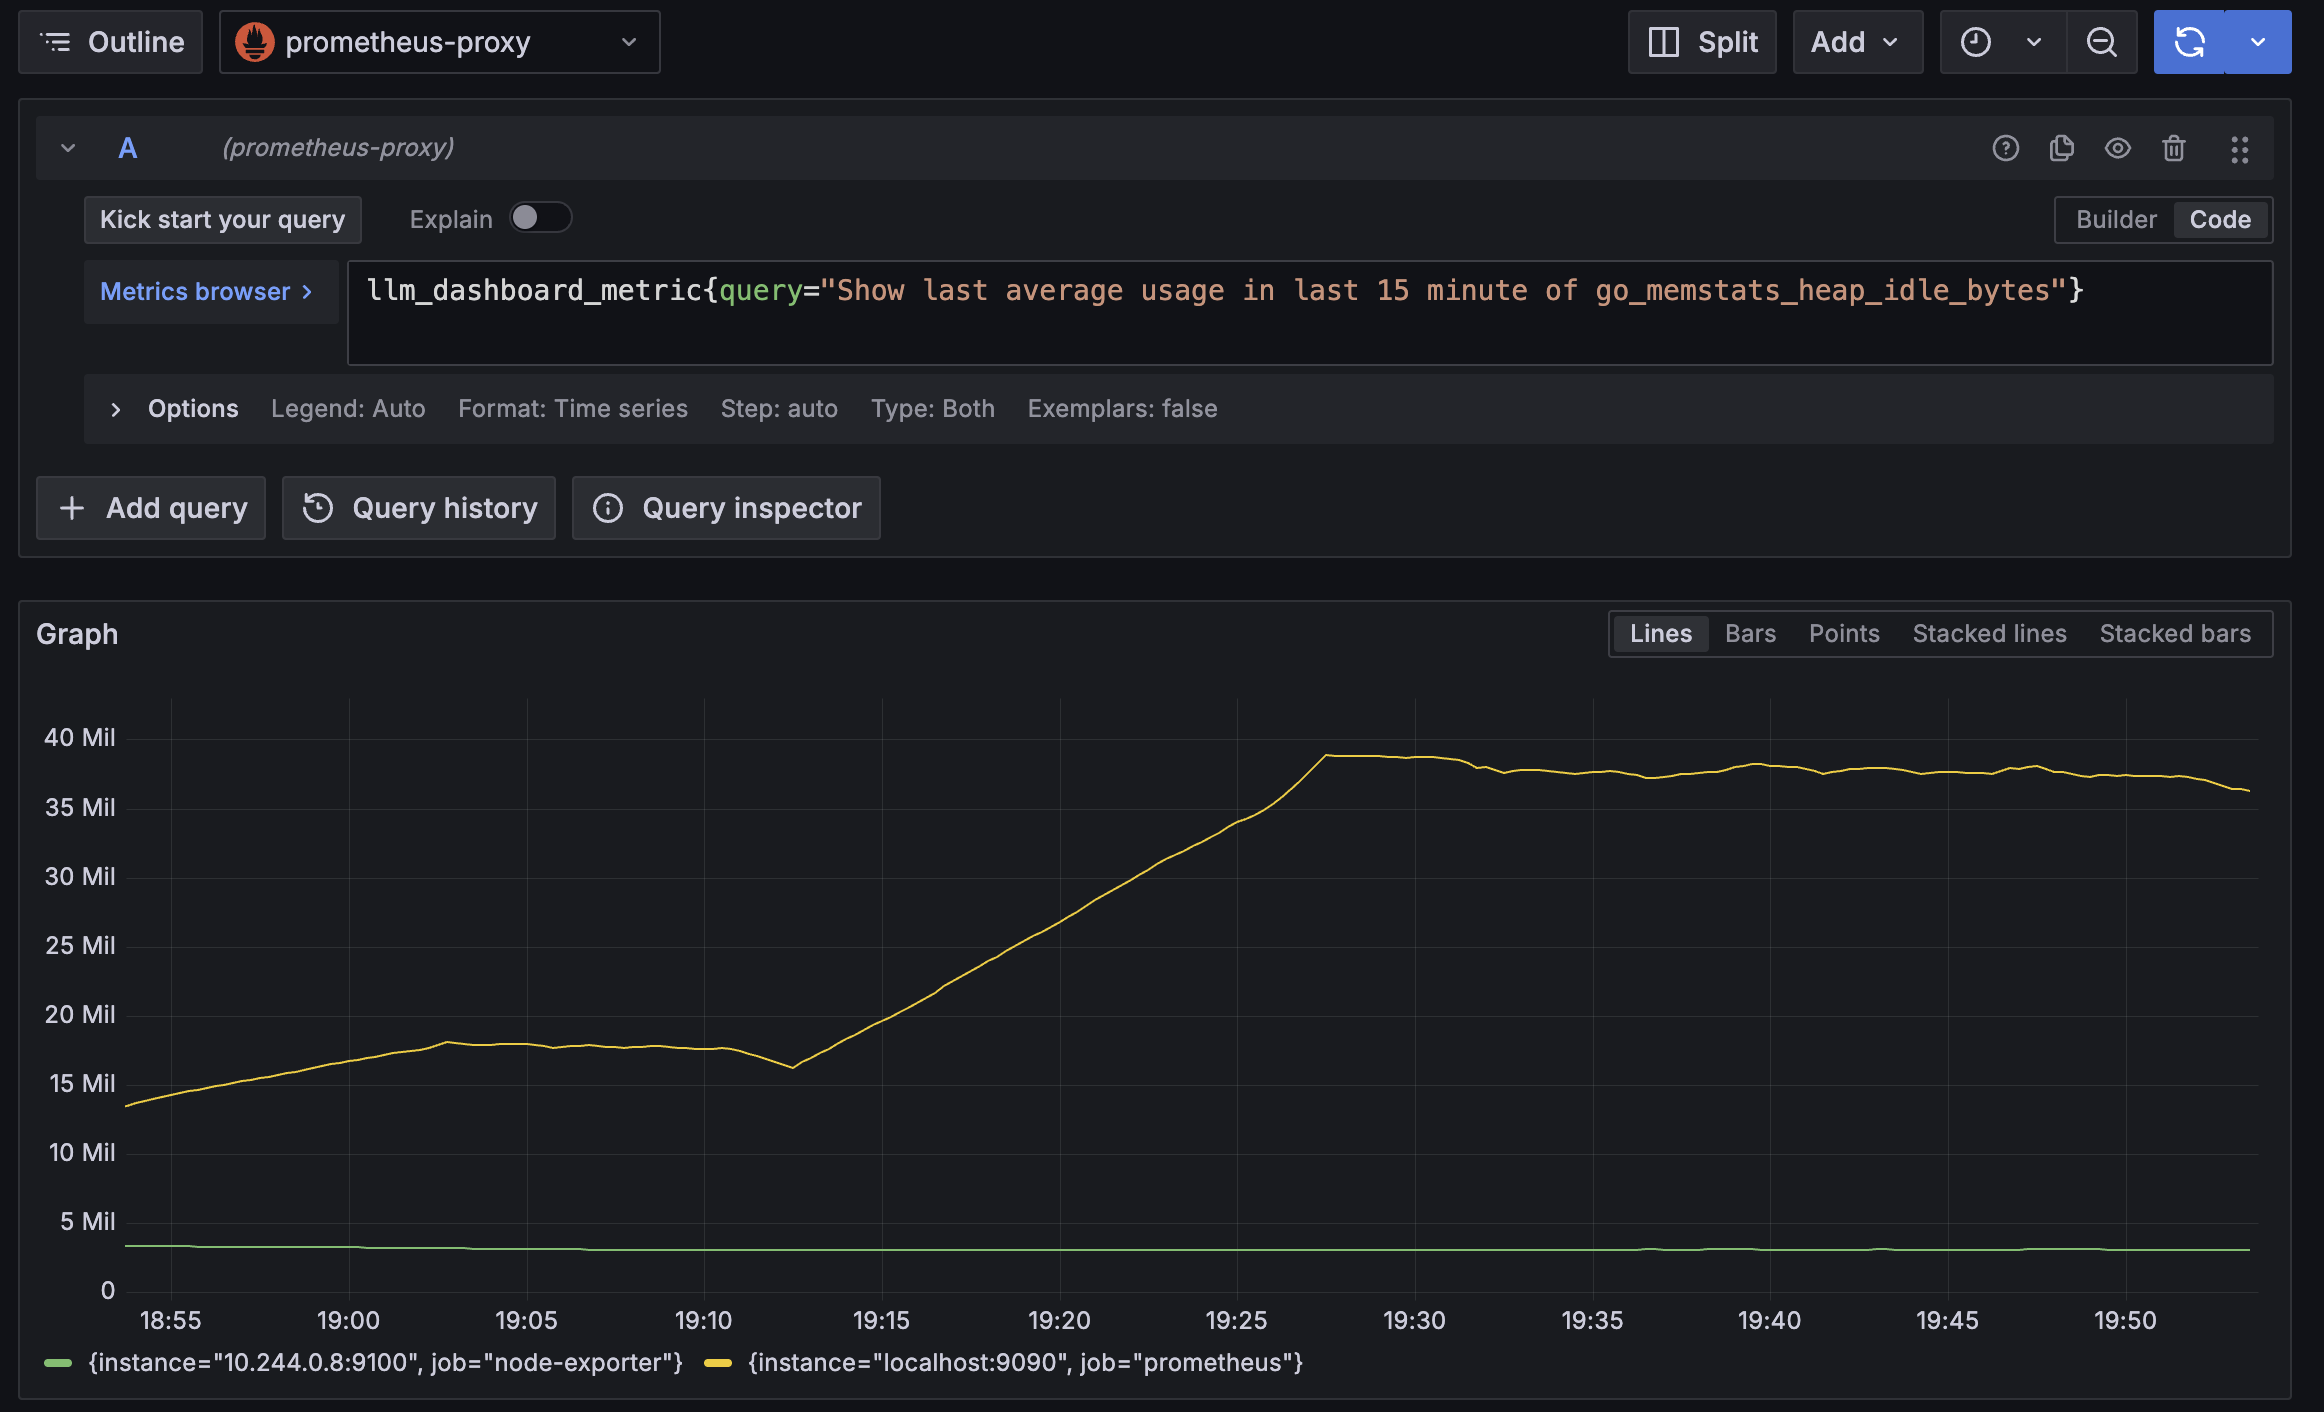 Outline prometheus-proxy Split Add
A (prometheus-proxy)
Kick start your query Explain Builder Code
Metrics browser > llm_dashboard_metric{query="Show last average usage in last 15 minute of go_memstats_heap_idle_bytes"}
> Options Legend: Auto Format: Time series Step: auto Type: Both Exemplars: false
+ Add query Query history Query inspector
Graph Lines Bars Points Stacked lines Stacked bars
40 Mil
35 Mil
30 Mil
25 Mil
20 Mil
15 Mil
10 Mil
5 Mil
0
18:55 19:00 19:05 19:10 19:15 19:20 19:25 19:30 19:35 19:40 19:45 19:50
{instance="10.244.0.8:9100", job="node-exporter"} {instance="localhost:9090", job="prometheus"}